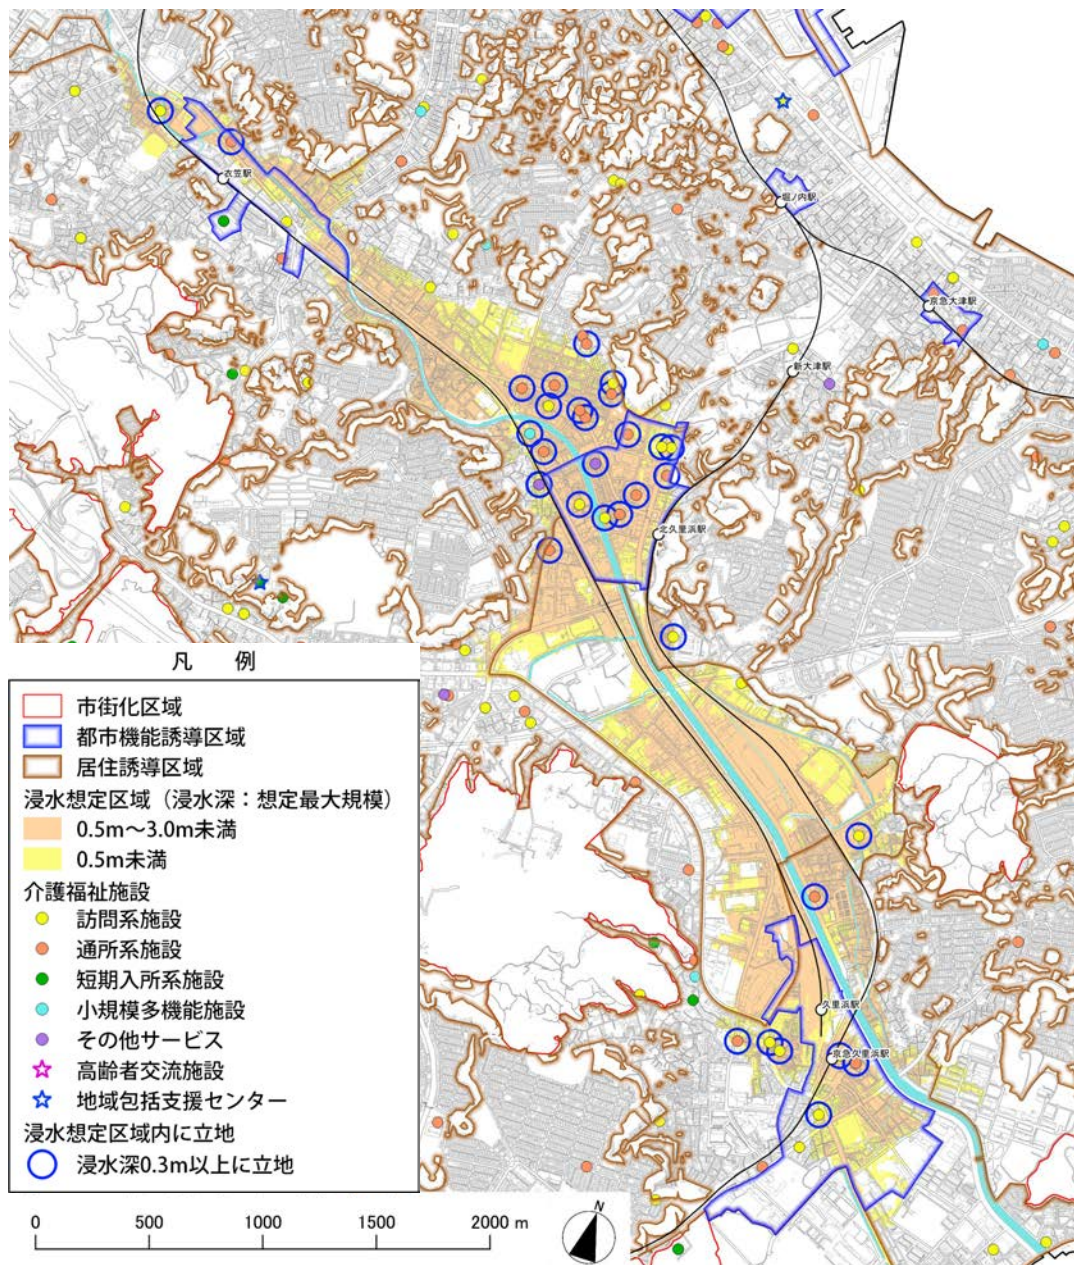 衣笠駅
堀ノ内駅
京急大津駅
新大津駅
北久里浜駅
久里浜駅
京急久里浜駅
凡 例
市街化区域
都市機能誘導区域
居住誘導区域
浸水想定区域（浸水深：想定最大規模）
0.5m～3.0m未満
0.5m未満
介護福祉施設
訪問系施設
通所系施設
短期入所系施設
小規模多機能施設
その他サービス
高齢者交流施設
地域包括支援センター
浸水想定区域内に立地
浸水深0.3m以上に立地
0 500 1000 1500 2000 m
N